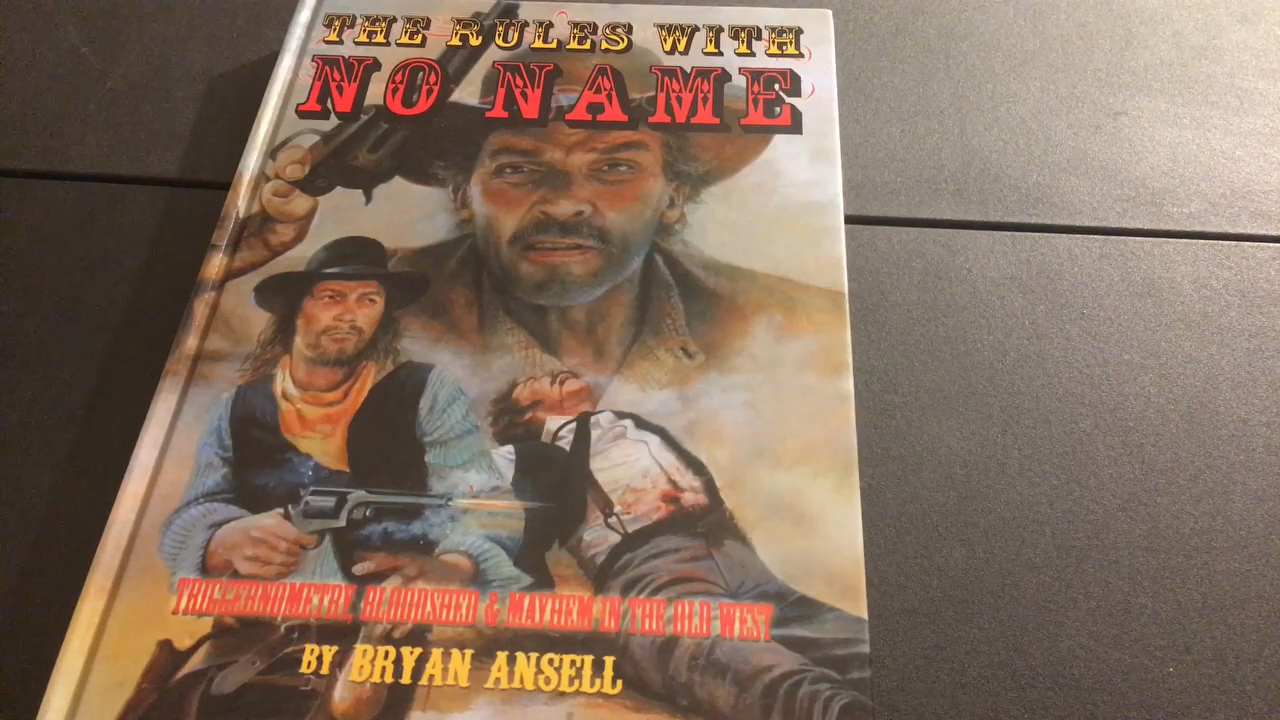 THE RULES WITH
NO NAME
TRIGGERNOMETRY, BLOODSHED & MAYHEM IN THE OLD WEST
BY BRYAN ANSELL